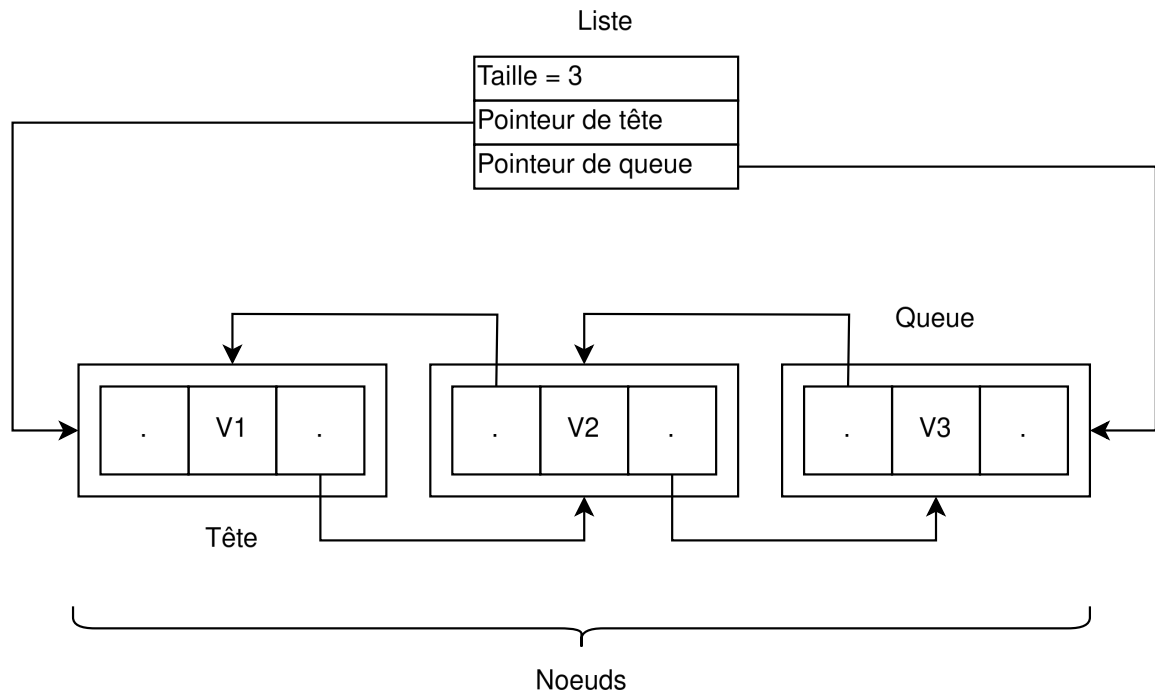 Liste
Taille = 3
Pointeur de tête
Pointeur de queue
Queue
. V1 . . V2 . . V3 .
Tête
Noeuds